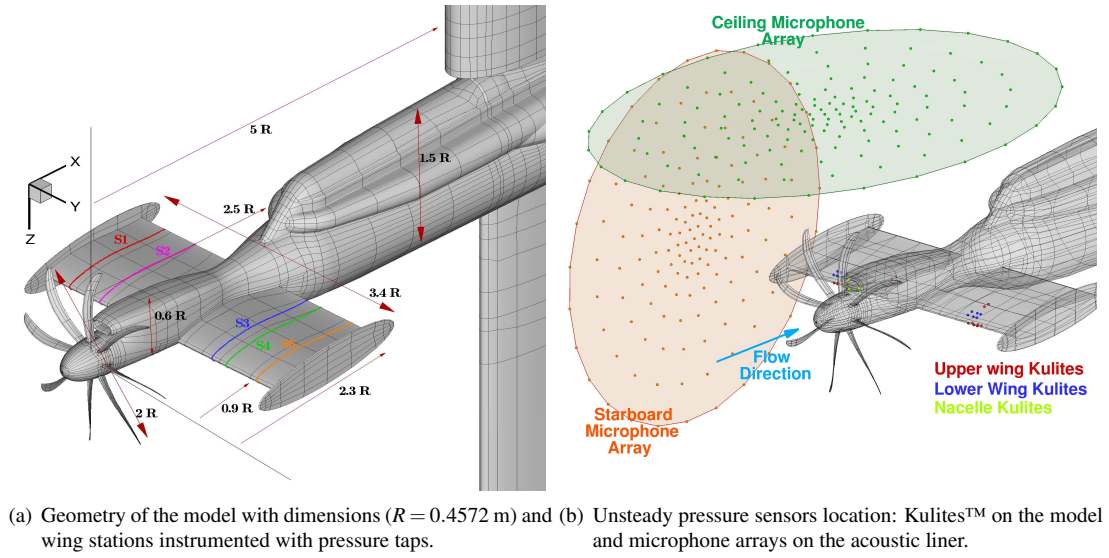 5 R
1.5 R
X
Y
Z
2.5 R
S1
S2
3.4 R
0.6 R
S3
S4
S5
2.3 R
0.9 R
2 R
Ceiling Microphone
Array
Flow
Direction
Upper wing Kulites
Lower Wing Kulites
Nacelle Kulites
Starboard
Microphone
Array
(a) Geometry of the model with dimensions (R = 0.4572 m) and
wing stations instrumented with pressure taps.
(b) Unsteady pressure sensors location: Kulites™ on the model
and microphone arrays on the acoustic liner.